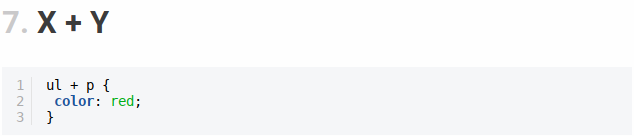 7. X + Y
1 ul + p {
2  color: red;
3 }